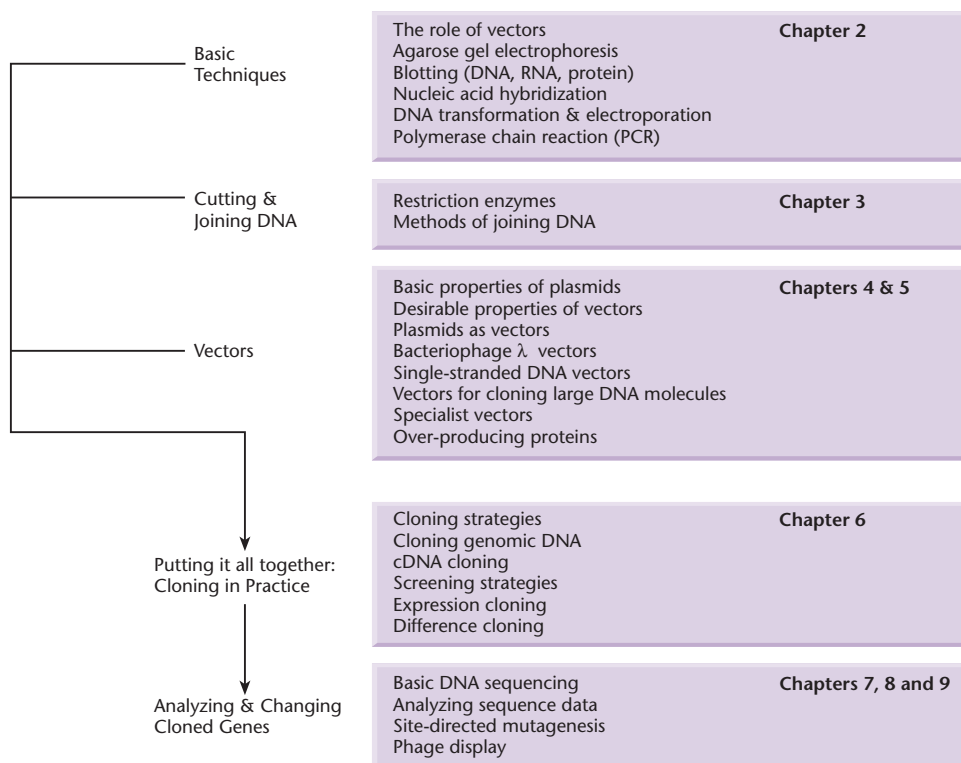 Basic
Techniques
The role of vectors
Agarose gel electrophoresis
Blotting (DNA, RNA, protein)
Nucleic acid hybridization
DNA transformation & electroporation
Polymerase chain reaction (PCR)
Chapter 2
Cutting &
Joining DNA
Restriction enzymes
Methods of joining DNA
Chapter 3
Vectors
Basic properties of plasmids
Desirable properties of vectors
Plasmids as vectors
Bacteriophage λ vectors
Single-stranded DNA vectors
Vectors for cloning large DNA molecules
Specialist vectors
Over-producing proteins
Chapters 4 & 5
Putting it all together:
Cloning in Practice
Cloning strategies
Cloning genomic DNA
cDNA cloning
Screening strategies
Expression cloning
Difference cloning
Chapter 6
Analyzing & Changing
Cloned Genes
Basic DNA sequencing
Analyzing sequence data
Site-directed mutagenesis
Phage display
Chapters 7, 8 and 9